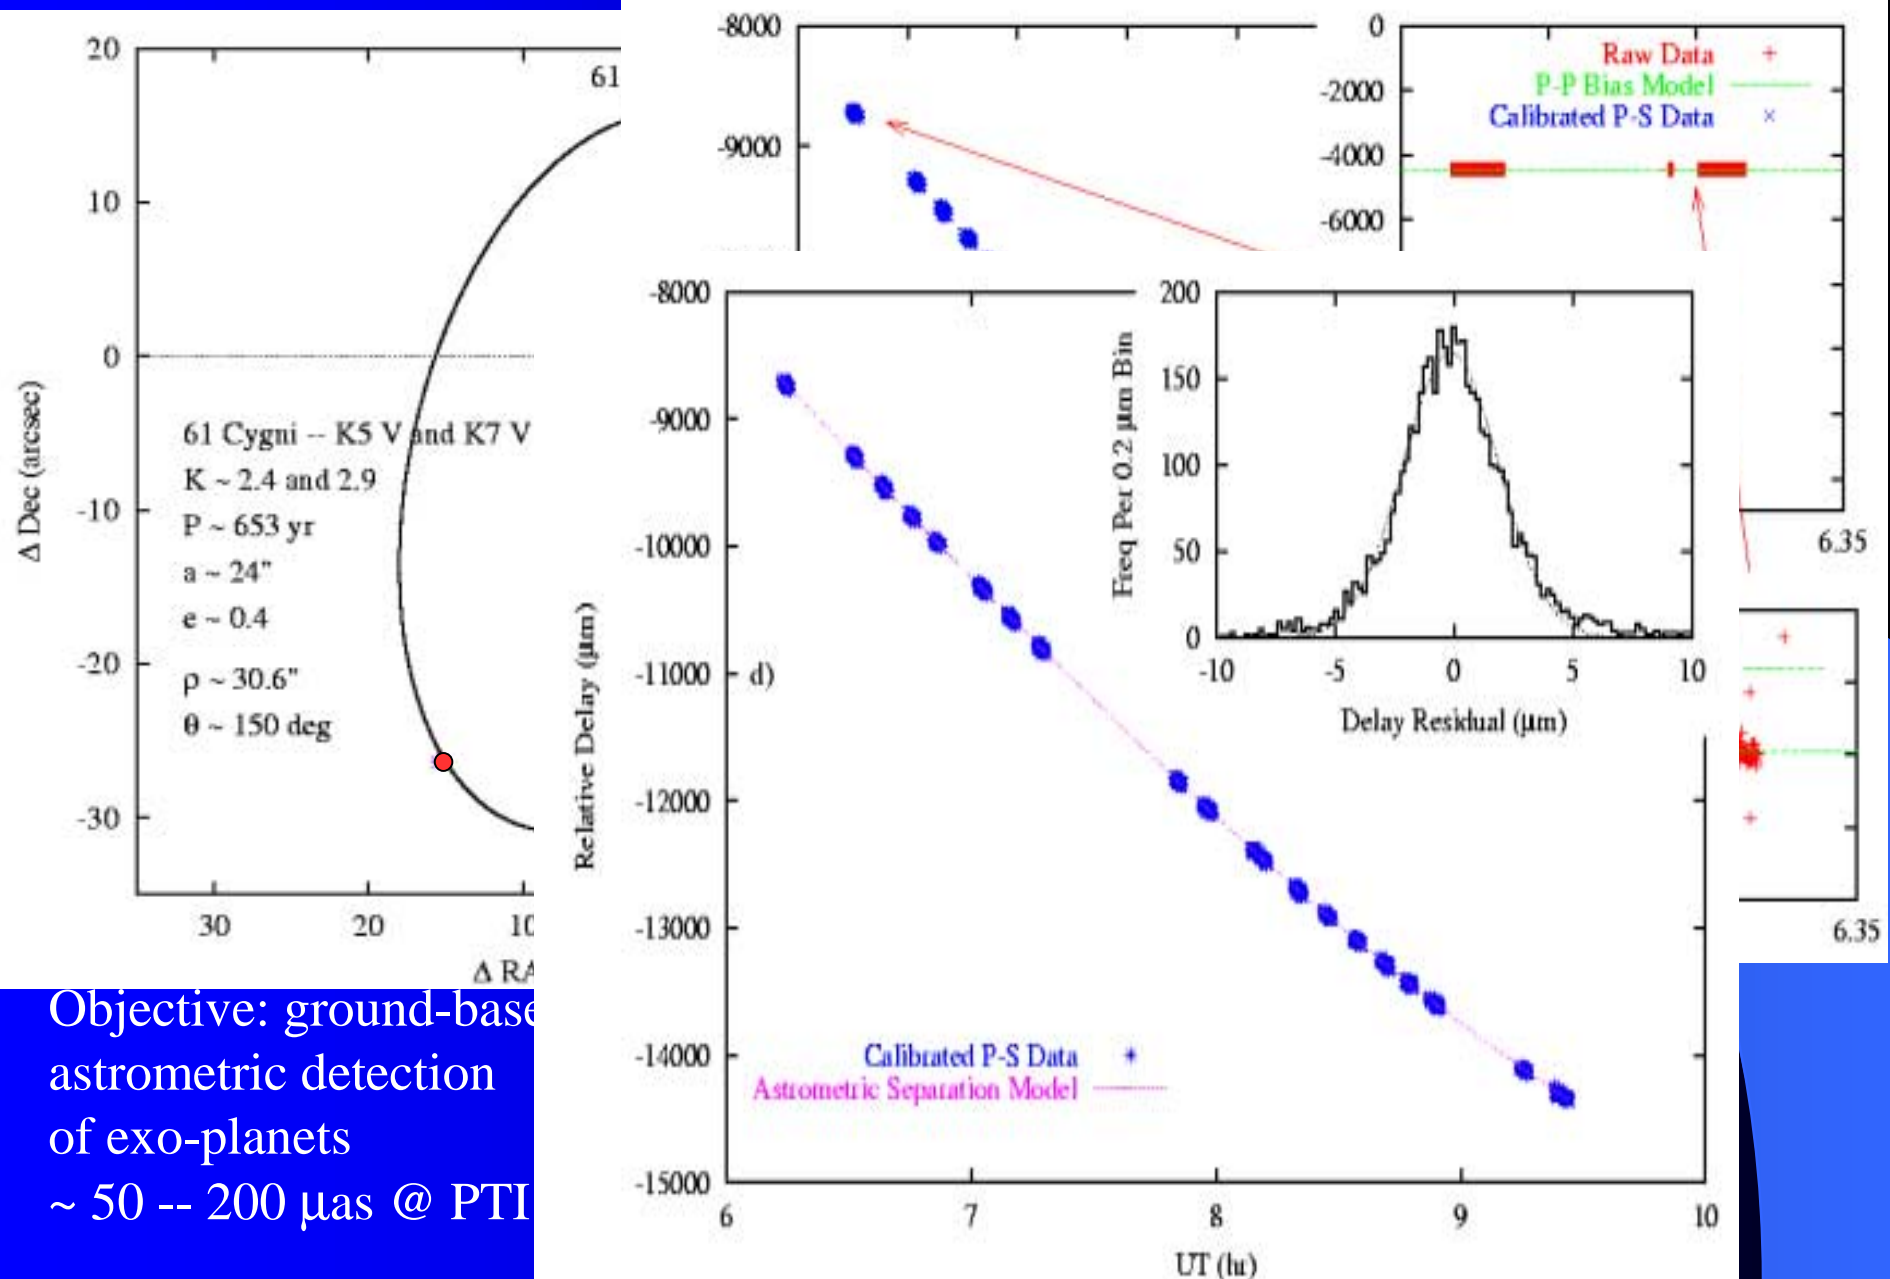 20
10
0
-10
-20
-30
30
20
10
Δ Dec (arcsec)
Δ RA
61
61 Cygni -- K5 V and K7 V
K ~ 2.4 and 2.9
P ~ 653 yr
a ~ 24"
e ~ 0.4
ρ ~ 30.6"
θ ~ 150 deg
-8000
-9000
0
-2000
-4000
-6000
Raw Data
P-P Bias Model
Calibrated P-S Data
6.35
6.35
-8000
-9000
-10000
-11000
-12000
-13000
-14000
-15000
6
7
8
9
10
Relative Delay (μm)
UT (hr)
d)
Calibrated P-S Data
Astrometric Separation Model
200
150
100
50
0
-10
-5
0
5
10
Freq Per 0.2 μm Bin
Delay Residual (μm)
Objective: ground-base
astrometric detection
of exo-planets
~ 50 -- 200 μas @ PTI